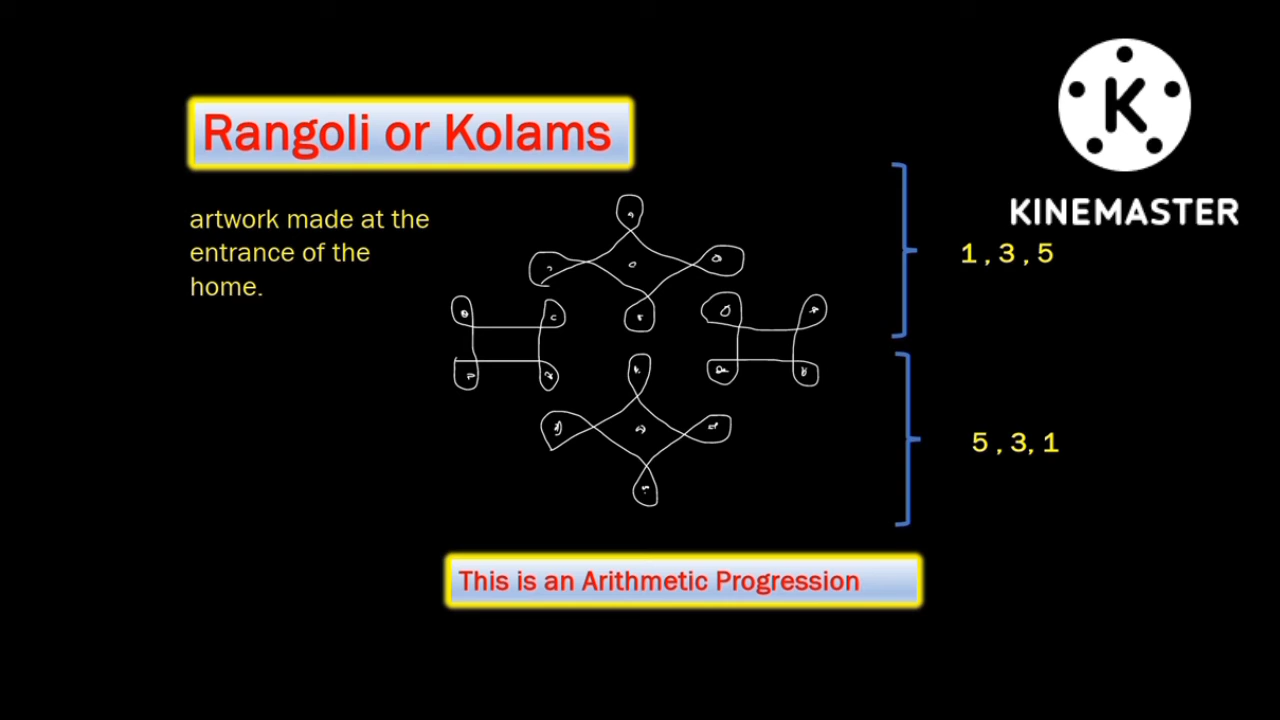 Rangoli or Kolams
artwork made at the
entrance of the
home.
K
KINEMASTER
1 , 3 , 5
5 , 3, 1
This is an Arithmetic Progression